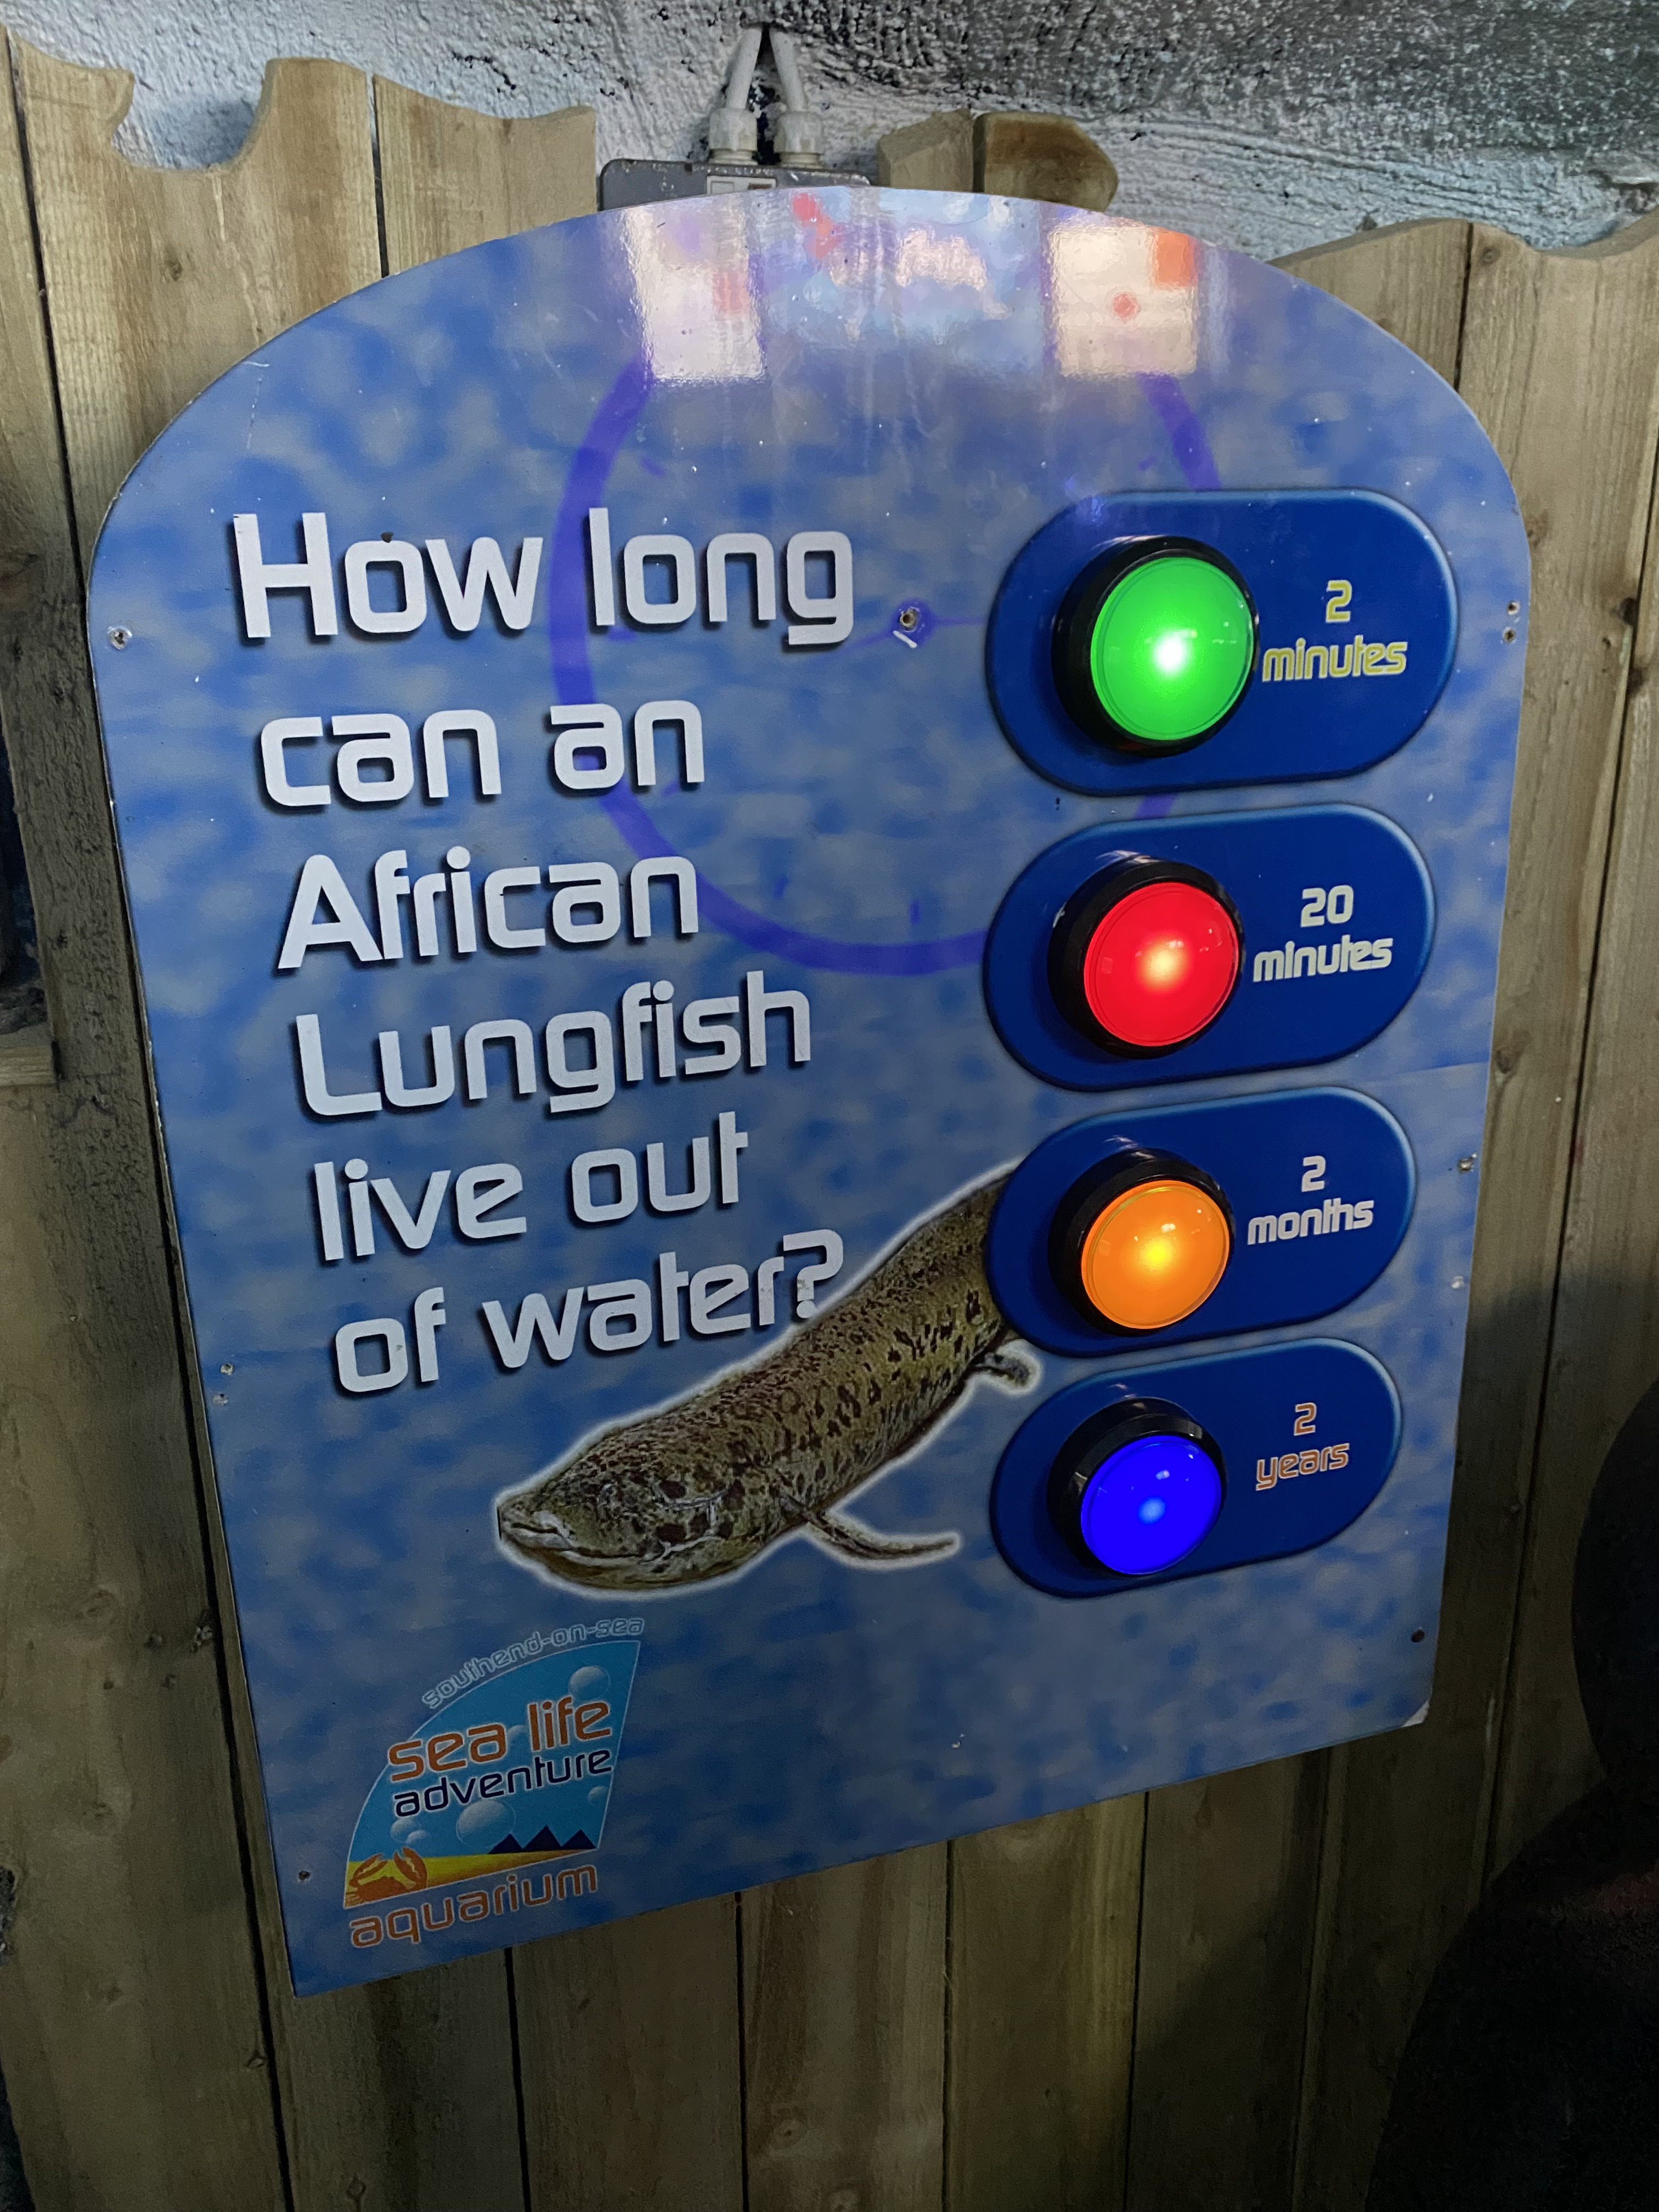 How long
can an
African
Lungfish
live out
of water?
2
minutes
20
minutes
2
months
2
years
southend-on-sea
sea life
adventure
aquarium